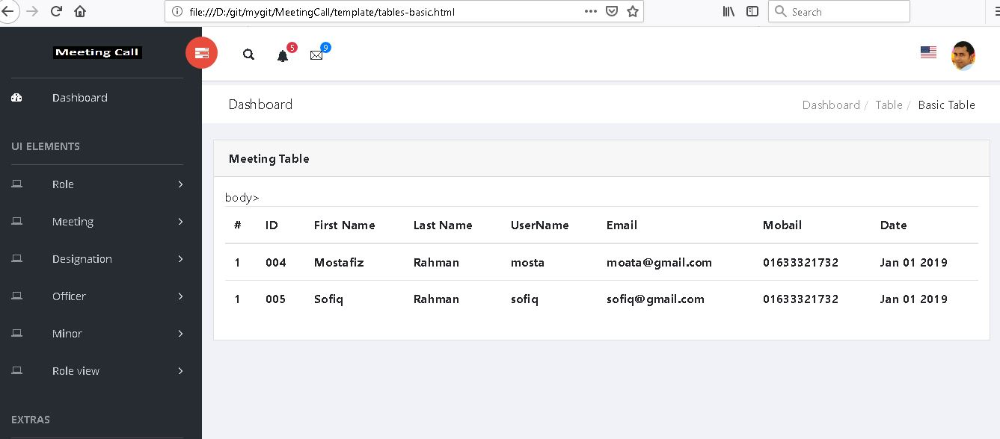 file:///D:/git/mygit/MeetingCall/template/tables-basic.html
Search
Meeting Call
5
9
Dashboard
Dashboard
Dashboard / Table / Basic Table
UI ELEMENTS
Meeting Table
Role
body>
Meeting
Designation
Officer
Minor
Role view
EXTRAS
# ID First Name Last Name UserName Email Mobail Date
1 004 Mostafiz Rahman mosta moata@gmail.com 01633321732 Jan 01 2019
1 005 Sofiq Rahman sofiq sofiq@gmail.com 01633321732 Jan 01 2019